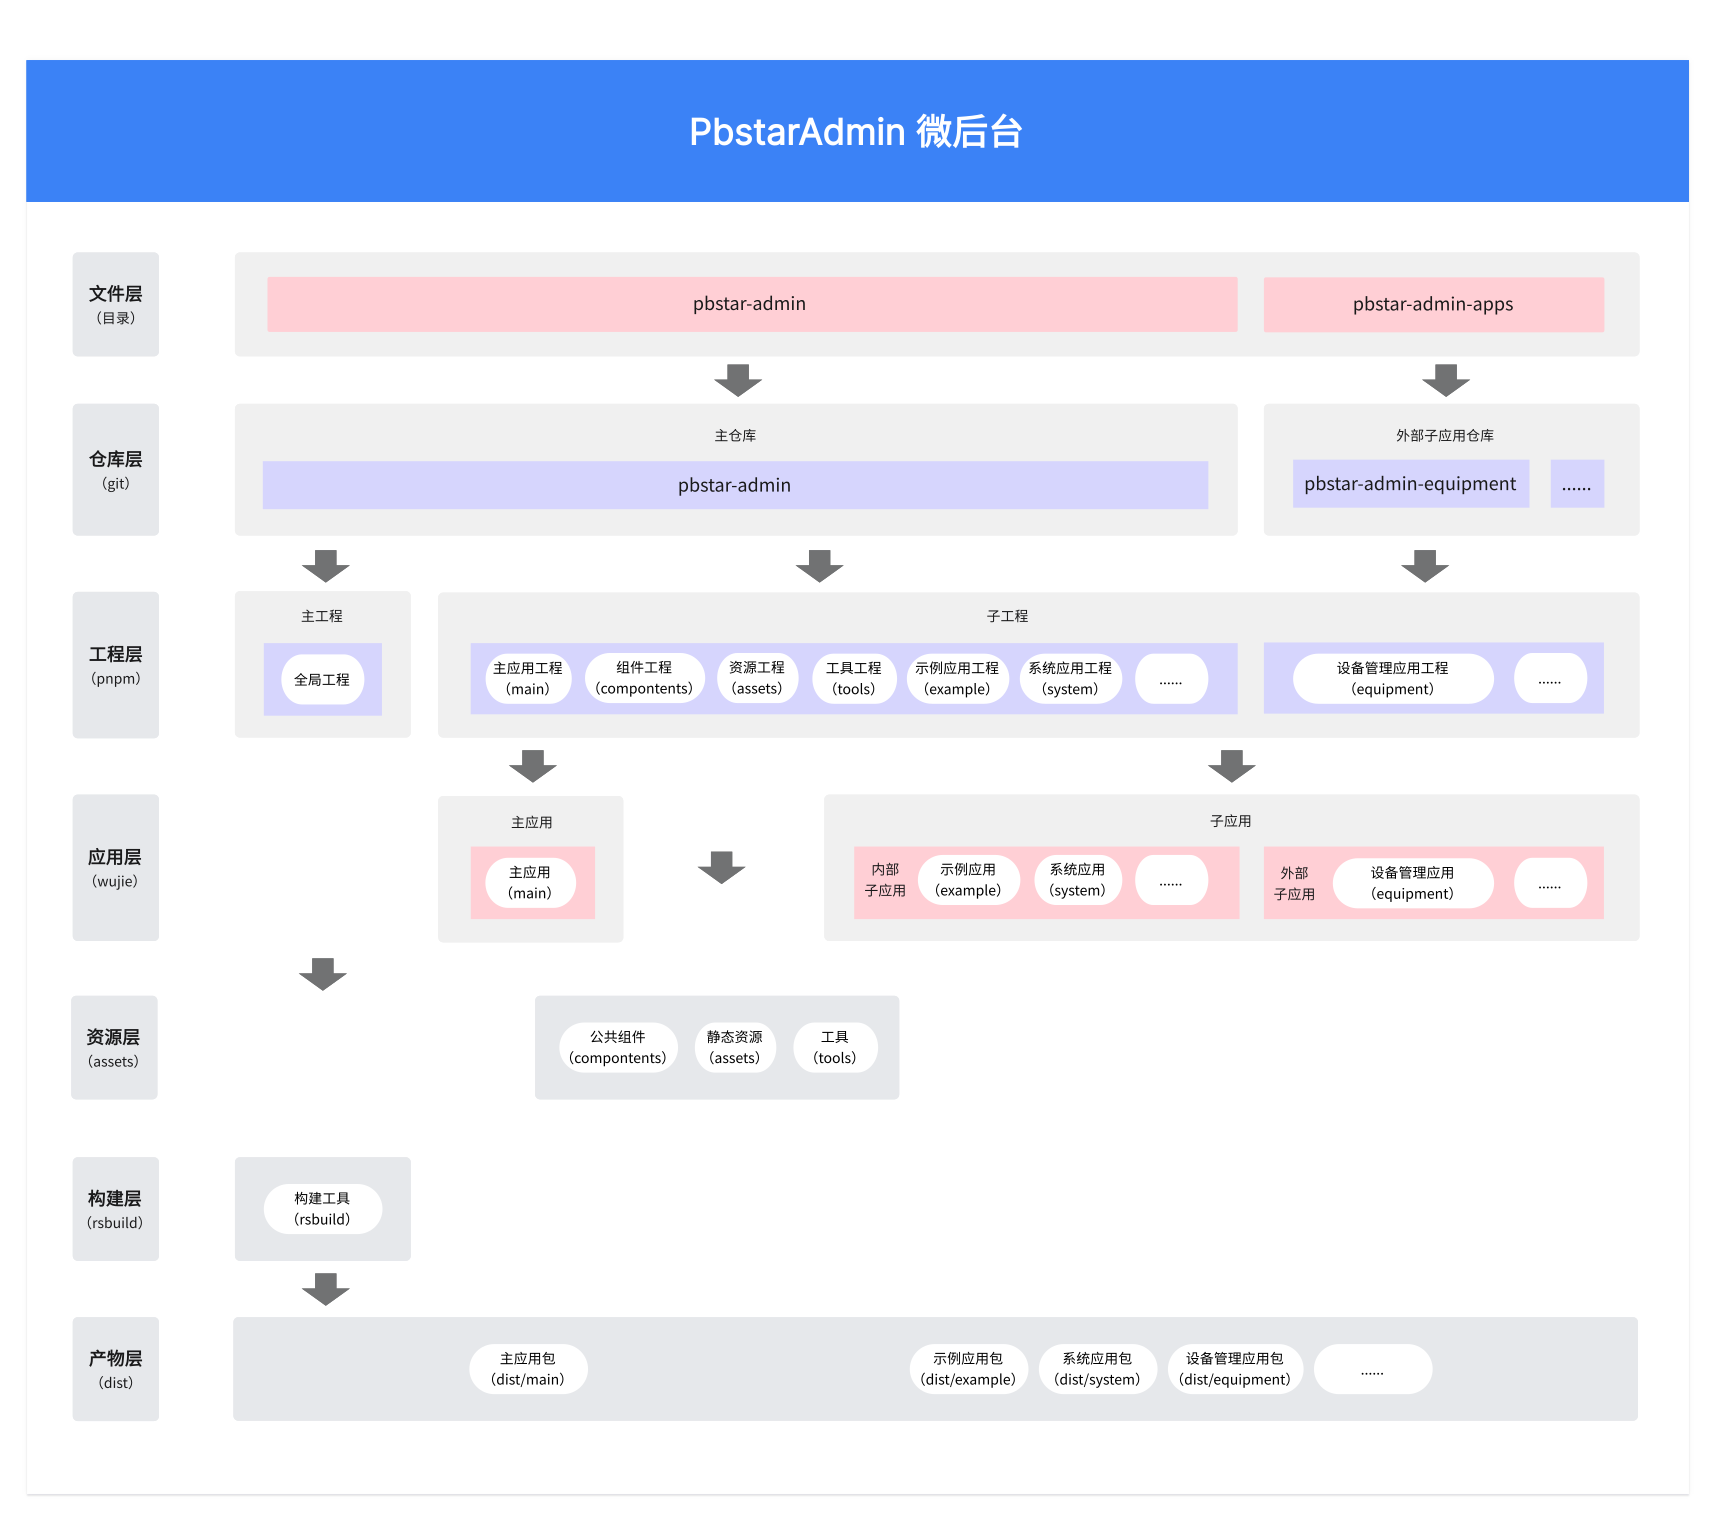 PbstarAdmin 微后台
文件层
（目录）
pbstar-admin
pbstar-admin-apps
仓库层
（git）
主仓库
pbstar-admin
外部子应用仓库
pbstar-admin-equipment
......
工程层
（pnpm）
主工程
全局工程
子工程
主应用工程
（main）
组件工程
（compontents）
资源工程
（assets）
工具工程
（tools）
示例应用工程
（example）
系统应用工程
（system）
......
设备管理应用工程
（equipment）
......
应用层
（wujie）
主应用
主应用
（main）
子应用
内部
子应用
示例应用
（example）
系统应用
（system）
......
外部
子应用
设备管理应用
（equipment）
......
资源层
（assets）
公共组件
（compontents）
静态资源
（assets）
工具
（tools）
构建层
（rsbuild）
构建工具
（rsbuild）
产物层
（dist）
主应用包
（dist/main）
示例应用包
（dist/example）
系统应用包
（dist/system）
设备管理应用包
（dist/equipment）
......